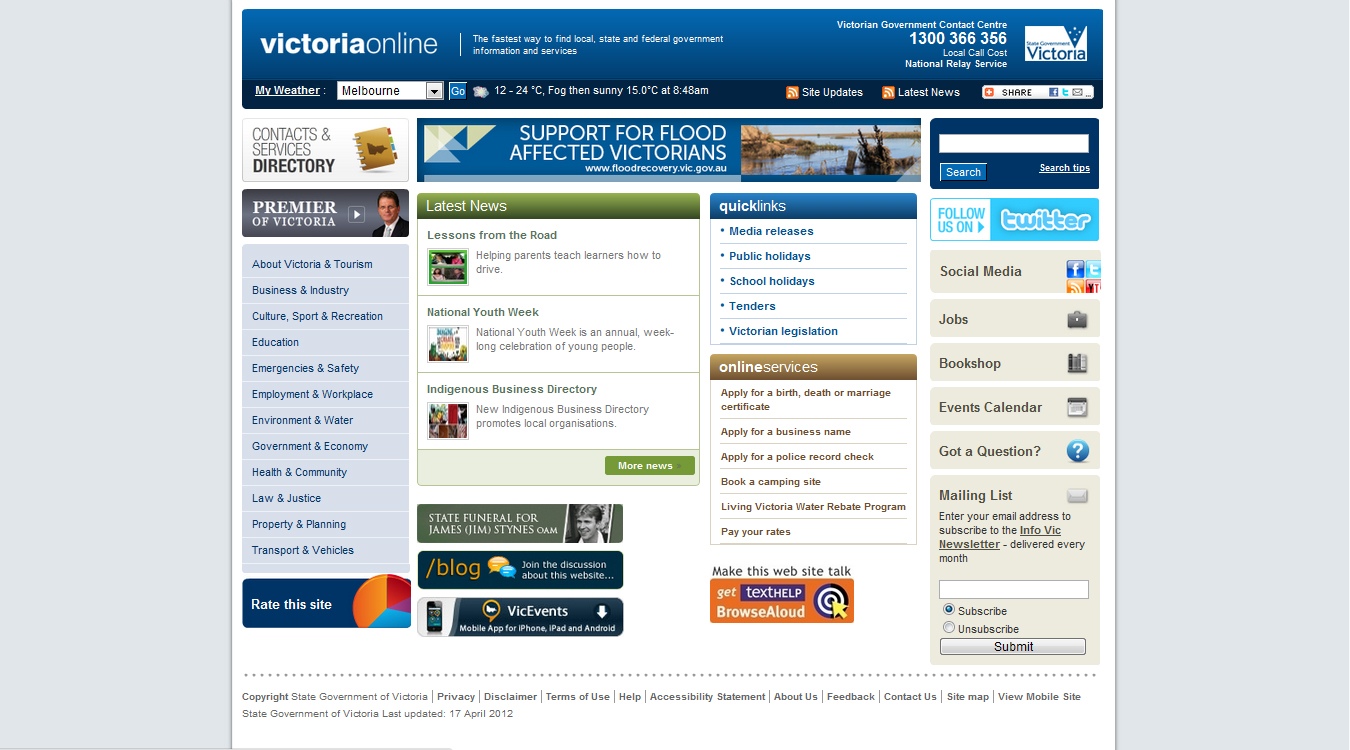 victoriaonline
The fastest way to find local, state and federal government
information and services
Victorian Government Contact Centre
1300 366 356
Local Call Cost
National Relay Service
State Government
Victoria
My Weather :
Melbourne
Go
12 - 24 °C, Fog then sunny 15.0°C at 8:48am
Site Updates
Latest News
SHARE
CONTACTS &
SERVICES
DIRECTORY
PREMIER
OF VICTORIA
About Victoria & Tourism
Business & Industry
Culture, Sport & Recreation
Education
Emergencies & Safety
Employment & Workplace
Environment & Water
Government & Economy
Health & Community
Law & Justice
Property & Planning
Transport & Vehicles
Rate this site
SUPPORT FOR FLOOD
AFFECTED VICTORIANS
www.floodrecovery.vic.gov.au
Latest News
Lessons from the Road
Helping parents teach learners how to
drive.
National Youth Week
National Youth Week is an annual, week-
long celebration of young people.
Indigenous Business Directory
New Indigenous Business Directory
promotes local organisations.
More news »
STATE FUNERAL FOR
JAMES (JIM) STYNES OAM
/blog
Join the discussion
about this website...
VicEvents
Mobile App for iPhone, iPad and Android
quicklinks
• Media releases
• Public holidays
• School holidays
• Tenders
• Victorian legislation
onlineservices
Apply for a birth, death or marriage
certificate
Apply for a business name
Apply for a police record check
Book a camping site
Living Victoria Water Rebate Program
Pay your rates
Make this web site talk
get textHELP
BrowseAloud
Search
Search tips
FOLLOW
US ON
twitter
Social Media
Jobs
Bookshop
Events Calendar
Got a Question?
Mailing List
Enter your email address to
subscribe to the Info Vic
Newsletter - delivered every
month
Subscribe
Unsubscribe
Submit
Copyright State Government of Victoria | Privacy | Disclaimer | Terms of Use | Help | Accessibility Statement | About Us | Feedback | Contact Us | Site map | View Mobile Site
State Government of Victoria Last updated: 17 April 2012